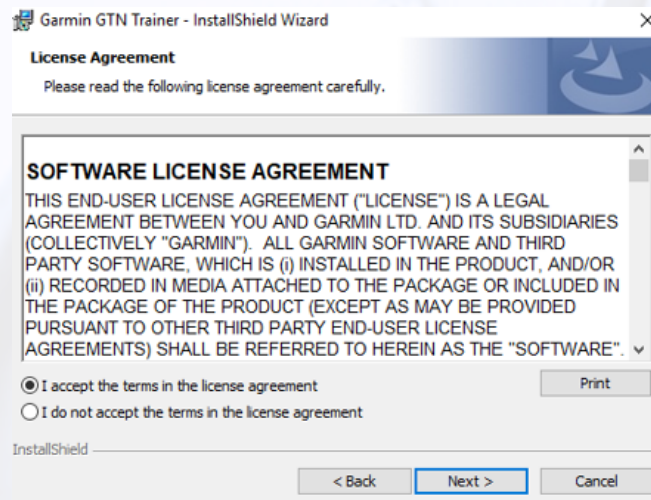 Garmin GTN Trainer - InstallShield Wizard
License Agreement
Please read the following license agreement carefully.
SOFTWARE LICENSE AGREEMENT
THIS END-USER LICENSE AGREEMENT ("LICENSE") IS A LEGAL
AGREEMENT BETWEEN YOU AND GARMIN LTD. AND ITS SUBSIDIARIES
(COLLECTIVELY "GARMIN").  ALL GARMIN SOFTWARE AND THIRD
PARTY SOFTWARE, WHICH IS (i) INSTALLED IN THE PRODUCT, AND/OR
(ii) RECORDED IN MEDIA ATTACHED TO THE PACKAGE OR INCLUDED IN
THE PACKAGE OF THE PRODUCT (EXCEPT AS MAY BE PROVIDED
PURSUANT TO OTHER THIRD PARTY END-USER LICENSE
AGREEMENTS) SHALL BE REFERRED TO HEREIN AS THE "SOFTWARE".
I accept the terms in the license agreement
Print
I do not accept the terms in the license agreement
InstallShield
< Back
Next >
Cancel